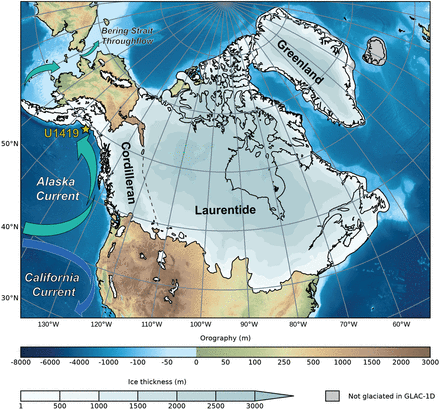 Bering Strait
Throughflow
Greenland
U1419
50°N
Cordilleran
Alaska
Current
Laurentide
40°N
California
Current
30°N
130°W
120°W
110°W
100°W
90°W
80°W
70°W
60°W
Orography (m)
-8000 -6000 -4000 -1000 -100 -50 0 50 100 250 500 1000 1500 2000 3000
Ice thickness (m)
1 500 1000 1500 2000 2500 3000
Not glaciated in GLAC-1D